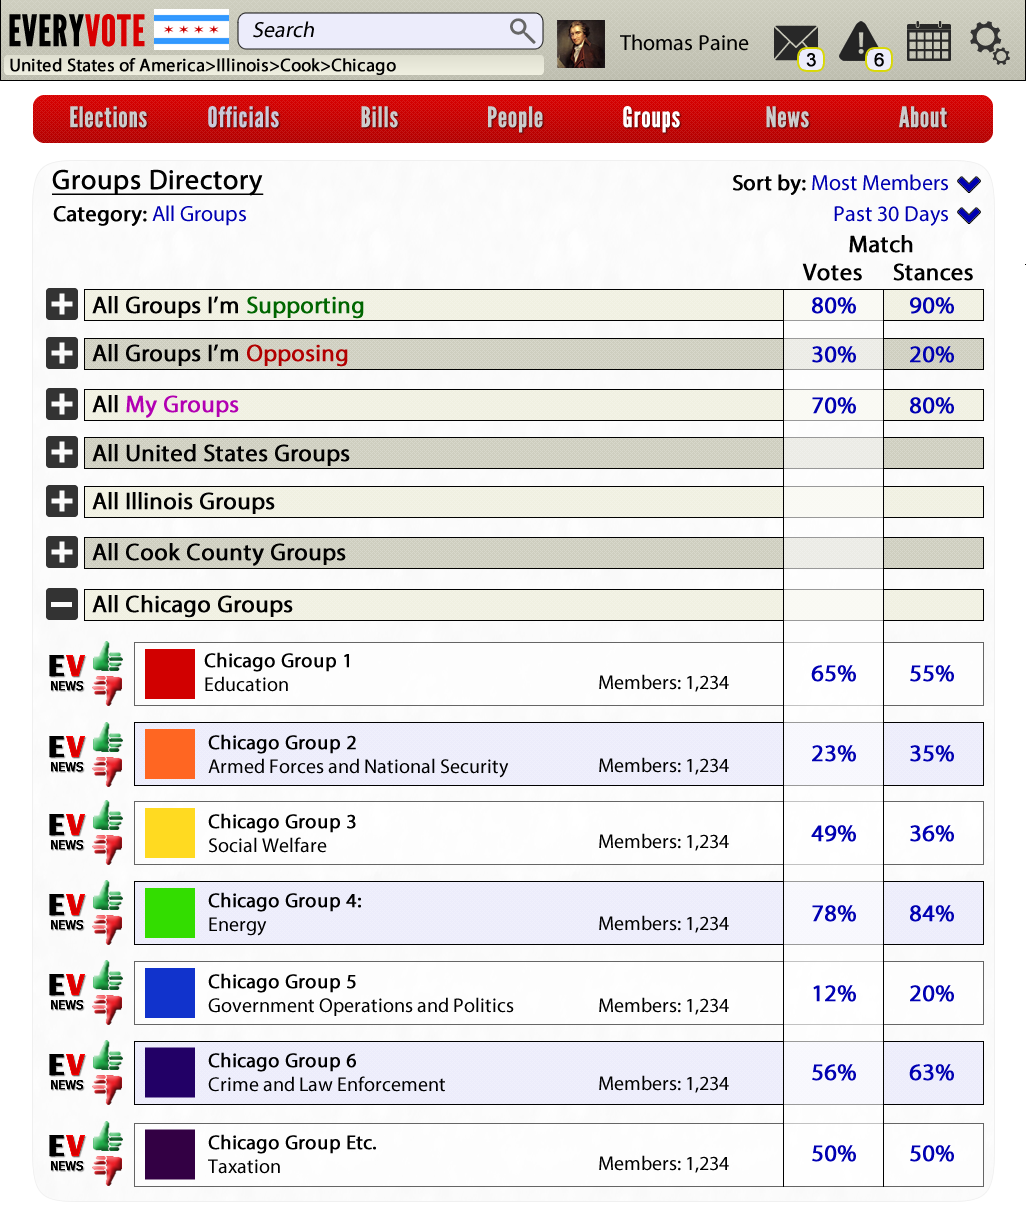 EVERYVOTE
Search
Thomas Paine
3
6
United States of America>Illinois>Cook>Chicago
Elections Officials Bills People Groups News About
Groups Directory
Sort by: Most Members
Category: All Groups
Past 30 Days
Match
Votes Stances
All Groups I'm Supporting 80% 90%
All Groups I'm Opposing 30% 20%
All My Groups 70% 80%
All United States Groups
All Illinois Groups
All Cook County Groups
All Chicago Groups
EV NEWS
Chicago Group 1
Education
Members: 1,234 65% 55%
EV NEWS
Chicago Group 2
Armed Forces and National Security
Members: 1,234 23% 35%
EV NEWS
Chicago Group 3
Social Welfare
Members: 1,234 49% 36%
EV NEWS
Chicago Group 4:
Energy
Members: 1,234 78% 84%
EV NEWS
Chicago Group 5
Government Operations and Politics
Members: 1,234 12% 20%
EV NEWS
Chicago Group 6
Crime and Law Enforcement
Members: 1,234 56% 63%
EV NEWS
Chicago Group Etc.
Taxation
Members: 1,234 50% 50%